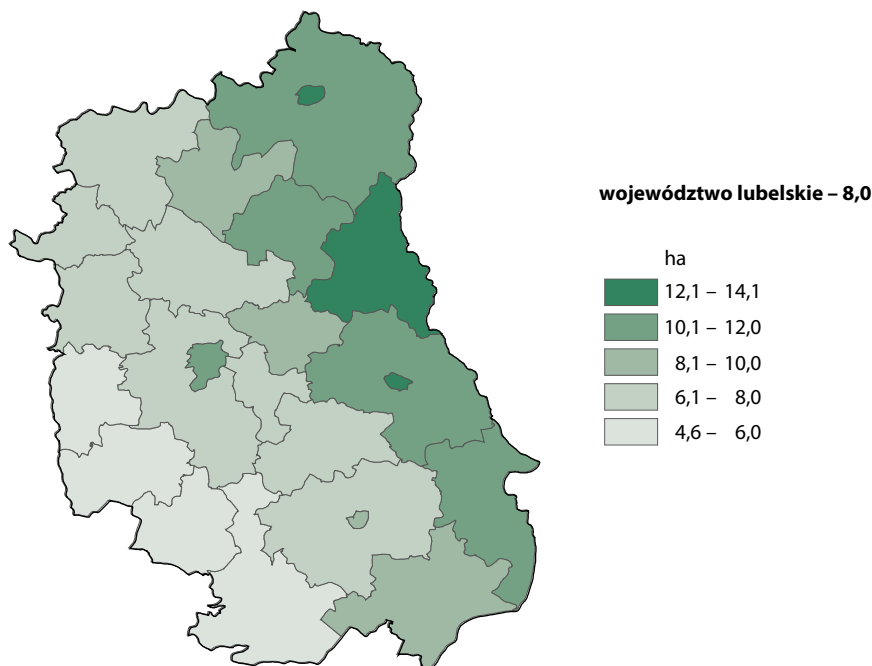 województwo lubelskie – 8,0
ha
12,1 – 14,1
10,1 – 12,0
8,1 – 10,0
6,1 – 8,0
4,6 – 6,0